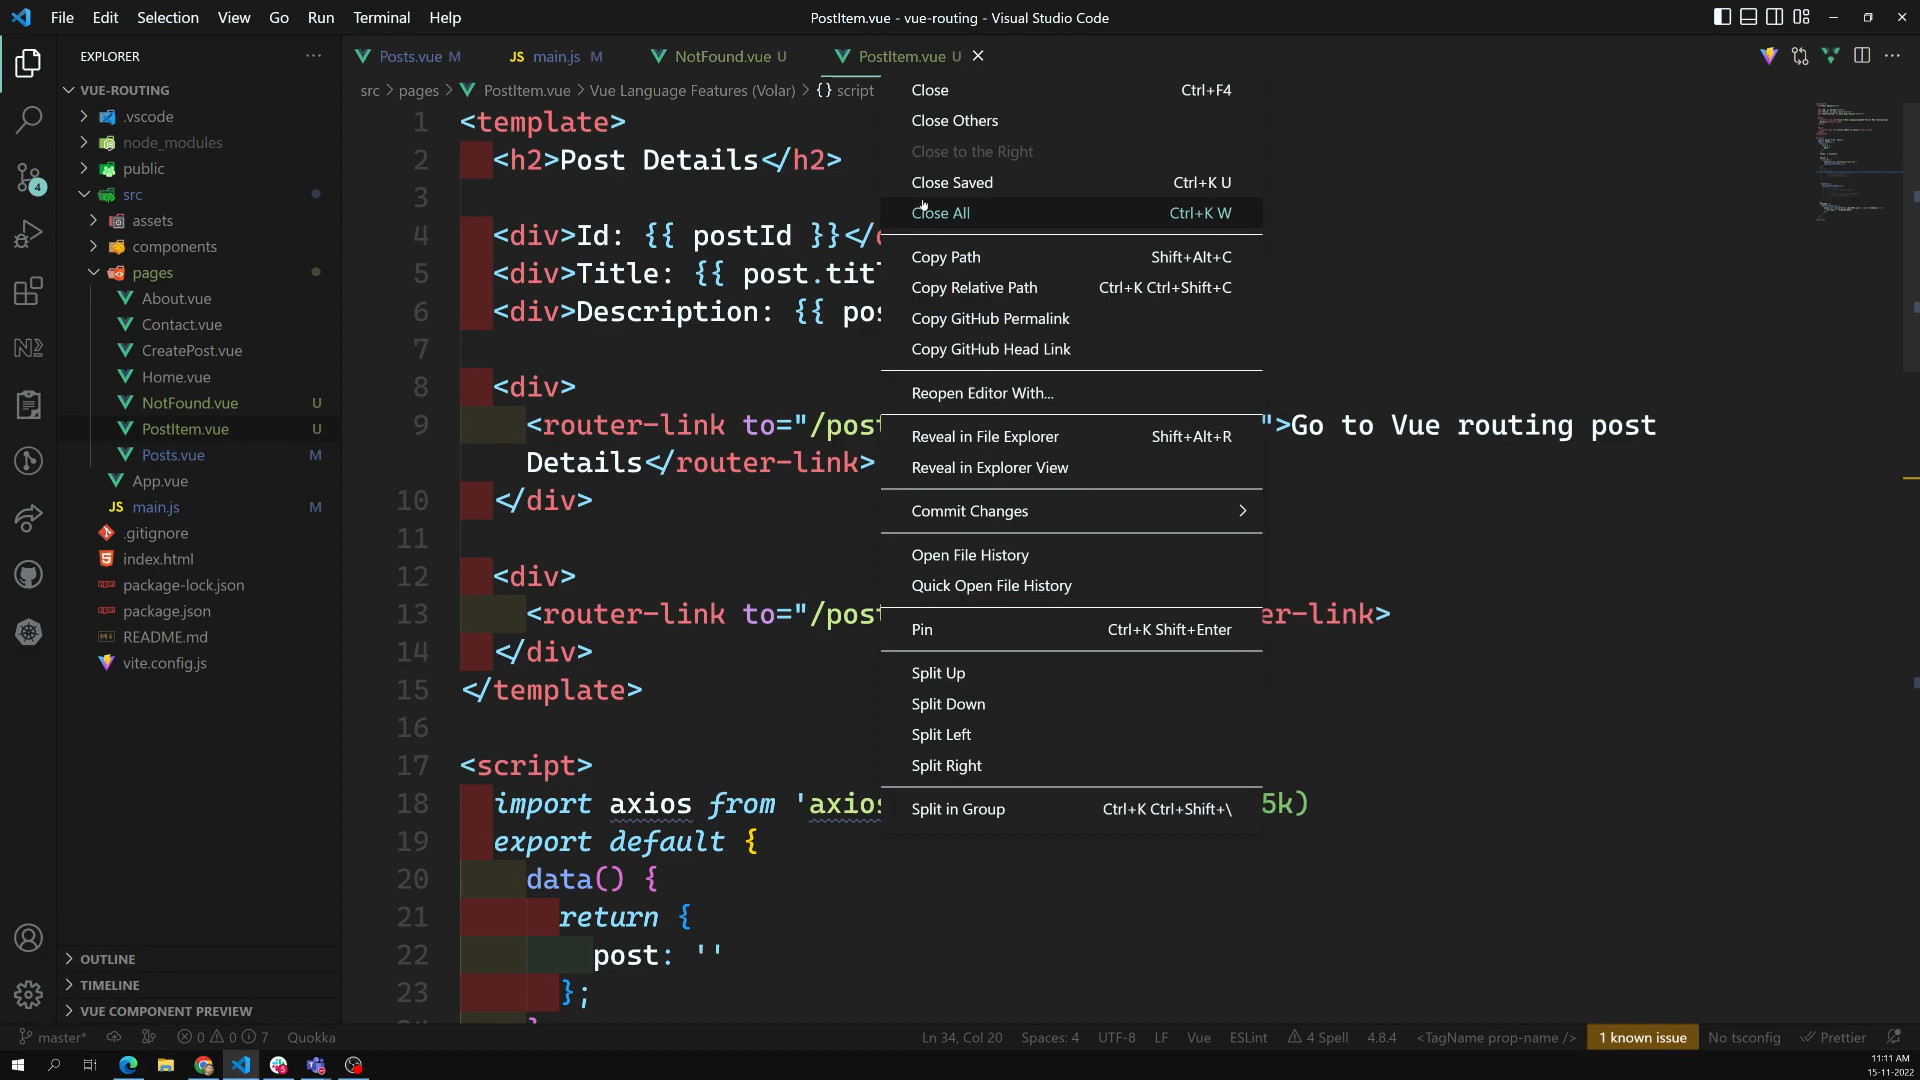 File Edit Selection View Go Run Terminal Help
PostItem.vue - vue-routing - Visual Studio Code
EXPLORER
Posts.vue M
JS main.js M
NotFound.vue U
PostItem.vue U
VUE-ROUTING
.vscode
node_modules
public
src
assets
components
pages
About.vue
Contact.vue
CreatePost.vue
Home.vue
NotFound.vue U
PostItem.vue U
Posts.vue M
App.vue
JS main.js M
.gitignore
index.html
package-lock.json
package.json
README.md
vite.config.js
OUTLINE
TIMELINE
VUE COMPONENT PREVIEW
4
src > pages > PostItem.vue > Vue Language Features (Volar) > {} script
1 <template>
2 <h2>Post Details</h2>
3
4 <div>Id: {{ postId }}</
5 <div>Title: {{ post.tit
6 <div>Description: {{ pos
7
8 <div>
9 <router-link to="/post ">Go to Vue routing post
Details</router-link>
10 </div>
11
12 <div>
13 <router-link to="/post er-link>
14 </div>
15 </template>
16
17 <script>
18 import axios from 'axios 5k)
19 export default {
20 data() {
21 return {
22 post: ''
23 };
Close Ctrl+F4
Close Others
Close to the Right
Close Saved Ctrl+K U
Close All Ctrl+K W
Copy Path Shift+Alt+C
Copy Relative Path Ctrl+K Ctrl+Shift+C
Copy GitHub Permalink
Copy GitHub Head Link
Reopen Editor With...
Reveal in File Explorer Shift+Alt+R
Reveal in Explorer View
Commit Changes
Open File History
Quick Open File History
Pin Ctrl+K Shift+Enter
Split Up
Split Down
Split Left
Split Right
Split in Group Ctrl+K Ctrl+Shift+\
master* 0 0 7 Quokka
Ln 34, Col 20 Spaces: 4 UTF-8 LF Vue ESLint 4 Spell 4.8.4 <TagName prop-name /> 1 known issue No tsconfig Prettier
11:11 AM
15-11-2022